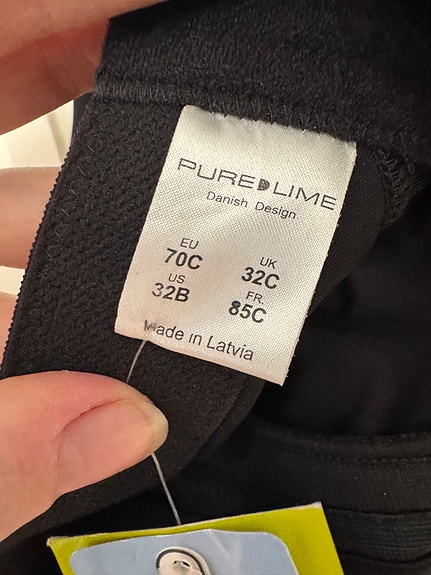 PURE LIME
Danish Design
EU UK
70C 32C
US FR.
32B 85C
Made in Latvia